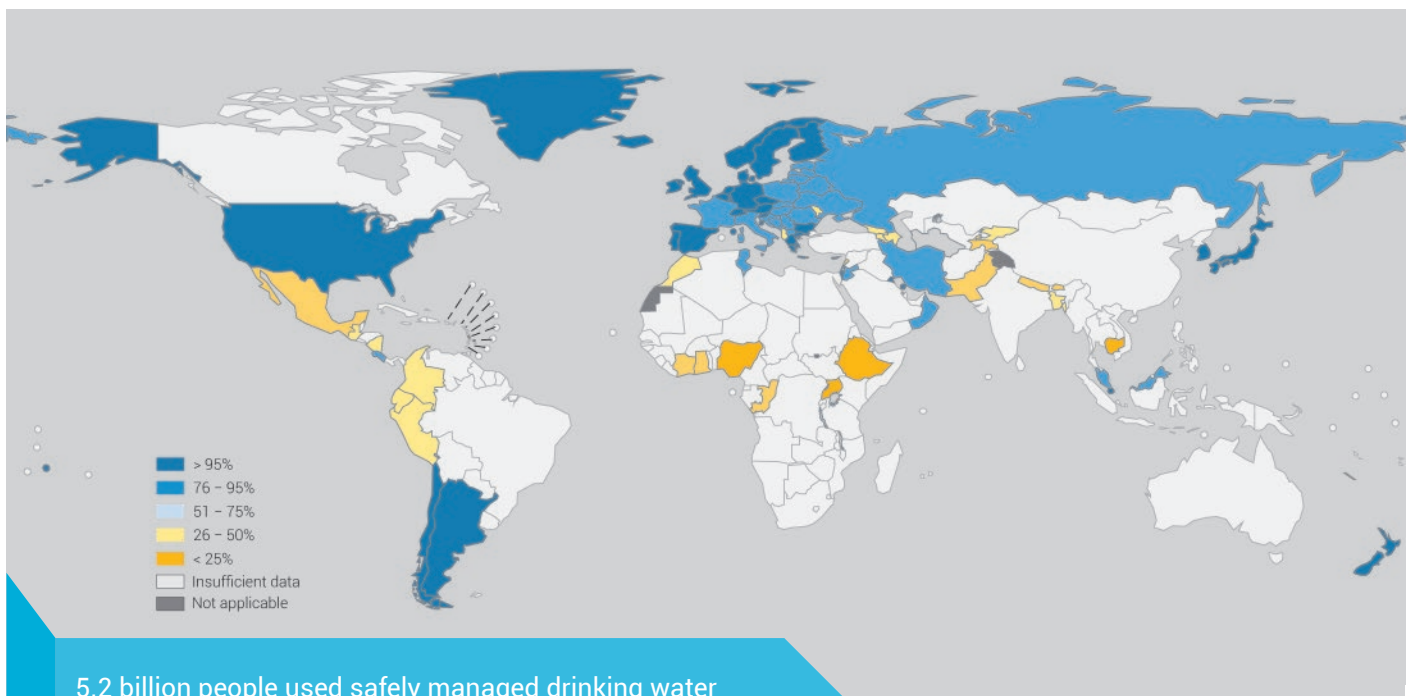 > 95%
76 – 95%
51 – 75%
26 – 50%
< 25%
Insufficient data
Not applicable
5.2 billion people used safely managed drinking water